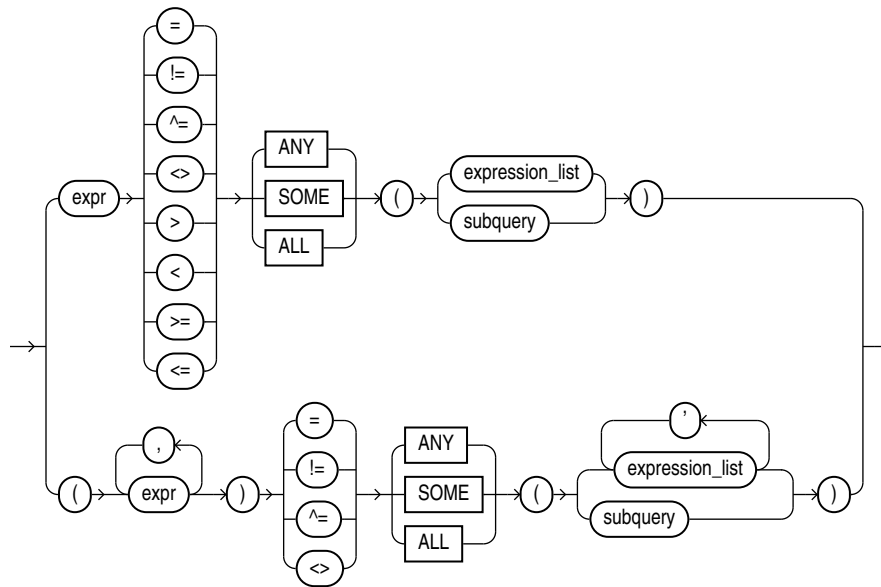 =
!=
^=
<>
>
<
>=
<=
expr
ANY
SOME
ALL
(
expression_list
subquery
)
(
,
expr
)
=
!=
^=
<>
ANY
SOME
ALL
(
,
expression_list
subquery
)